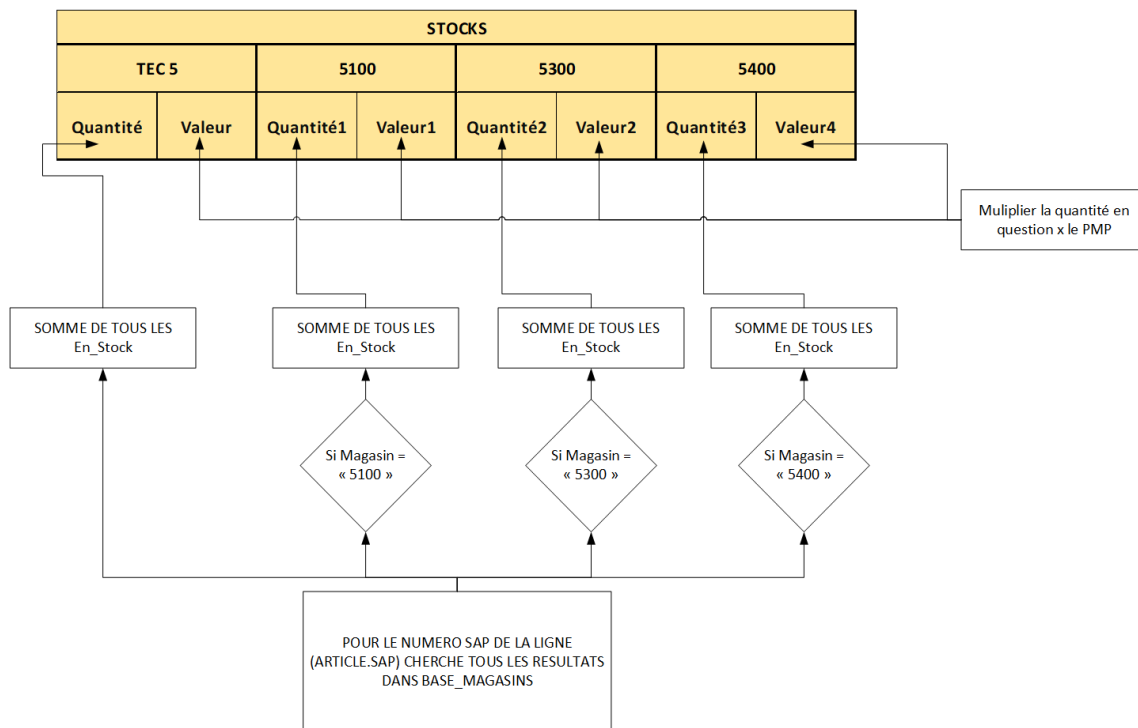 STOCKS
TEC 5 5100 5300 5400
Quantité Valeur Quantité1 Valeur1 Quantité2 Valeur2 Quantité3 Valeur4
Muliplier la quantité en
question x le PMP
SOMME DE TOUS LES
En_Stock
SOMME DE TOUS LES
En_Stock
SOMME DE TOUS LES
En_Stock
SOMME DE TOUS LES
En_Stock
Si Magasin =
« 5100 »
Si Magasin =
« 5300 »
Si Magasin =
« 5400 »
POUR LE NUMERO SAP DE LA LIGNE
(ARTICLE.SAP) CHERCHE TOUS LES RESULTATS
DANS BASE_MAGASINS